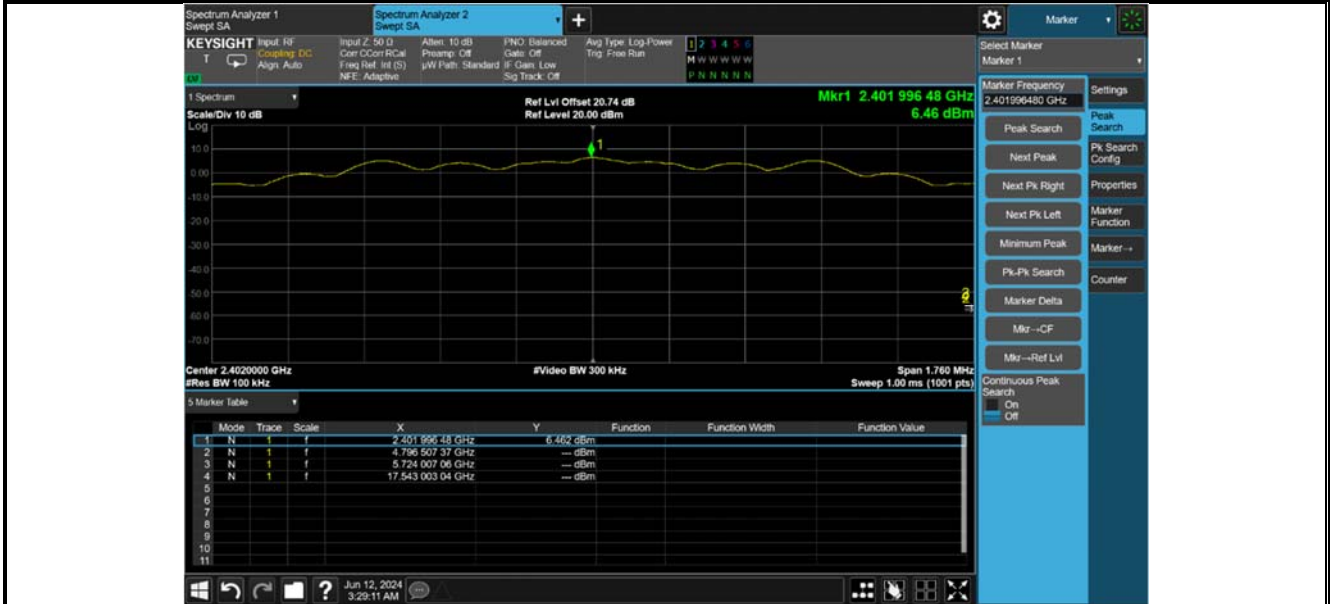 Spectrum Analyzer 1
Swept SA
Spectrum Analyzer 2
Swept SA
Marker
KEYSIGHT
Input: RF
Coupling: DC
Align: Auto
Input Z: 50 Ω
Corr CCorr RCal
Freq Ref: Int (S)
NFE: Adaptive
Atten: 10 dB
Preamp: Off
µW Path: Standard
PNO: Balanced
Gate: Off
IF Gain: Low
Sig Track: Off
Avg Type: Log-Power
Trig: Free Run
1 2 3 4 5 6
M W W W W W
P N N N N N
Select Marker
Marker 1
1 Spectrum
Scale/Div 10 dB
Log
Ref Lvl Offset 20.74 dB
Ref Level 20.00 dBm
Mkr1 2.401 996 48 GHz
6.46 dBm
1
10.0
0.00
-10.0
-20.0
-30.0
-40.0
-50.0
-60.0
-70.0
Center 2.4020000 GHz
#Res BW 100 kHz
#Video BW 300 kHz
Span 1.760 MHz
Sweep 1.00 ms (1001 pts)
5 Marker Table
Mode Trace Scale X Y Function Function Width Function Value
1 N 1 f 2.401 996 48 GHz 6.462 dBm
2 N 1 f 4.796 507 37 GHz --- dBm
3 N 1 f 5.724 007 06 GHz --- dBm
4 N 1 f 17.543 003 04 GHz --- dBm
5
6
7
8
9
10
11
Jun 12, 2024
3:29:11 AM
Marker Frequency
2.401996480 GHz
Peak Search
Next Peak
Next Pk Right
Next Pk Left
Minimum Peak
Pk-Pk Search
Marker Delta
Mkr→CF
Mkr→Ref Lvl
Continuous Peak
Search
On
Off
Settings
Peak
Search
Pk Search
Config
Properties
Marker
Function
Marker→
Counter